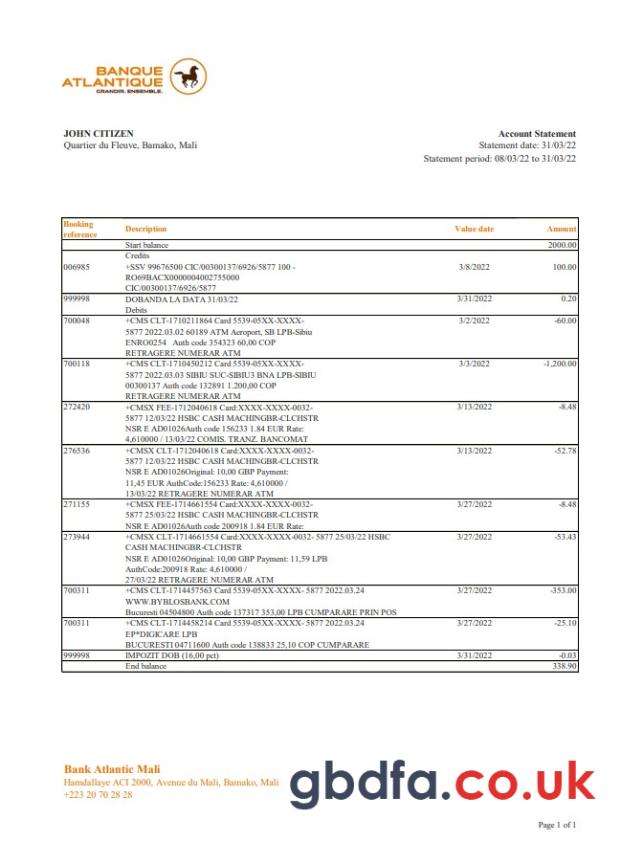 BANQUE
ATLANTIQUE
GRANDIR. ENSEMBLE.
JOHN CITIZEN
Quartier du Fleuve, Bamako, Mali
Account Statement
Statement date: 31/03/22
Statement period: 08/03/22 to 31/03/22
Booking reference Description Value date Amount
Start balance 2000.00
Credits
006985 +SSV 99676500 CIC/00300137/6926/5877 100 - 3/8/2022 100.00
RO69BACX0000004002755000
CIC/00300137/6926/5877
999998 DOBANDA LA DATA 31/03/22 3/31/2022 0.20
Debits
700048 +CMS CLT-1710211864 Card 5539-05XX-XXXX- 3/2/2022 -60.00
5877 2022.03.02 60189 ATM Aeroport, SB LPB-Sibiu
ENRO0254 Auth code 354323 60,00 COP
RETRAGERE NUMERAR ATM
700118 +CMS CLT-1710450212 Card 5539-05XX-XXXX- 3/3/2022 -1,200.00
5877 2022.03.03 SIBIU SUC-SIBIU3 BNA LPB-SIBIU
00300137 Auth code 132891 1.200,00 COP
RETRAGERE NUMERAR ATM
272420 +CMSX FEE-1712040618 Card:XXXX-XXXX-0032- 3/13/2022 -8.48
5877 12/03/22 HSBC CASH MACHINGBR-CLCHSTR
NSR E AD01026Auth code 156233 1.84 EUR Rate:
4,610000 / 13/03/22 COMIS. TRANZ. BANCOMAT
276536 +CMSX CLT-1712040618 Card:XXXX-XXXX-0032- 3/13/2022 -52.78
5877 12/03/22 HSBC CASH MACHINGBR-CLCHSTR
NSR E AD01026Original: 10,00 GBP Payment:
11,45 EUR AuthCode:156233 Rate: 4,610000 /
13/03/22 RETRAGERE NUMERAR ATM
271155 +CMSX FEE-1714661554 Card:XXXX-XXXX-0032- 3/27/2022 -8.48
5877 25/03/22 HSBC CASH MACHINGBR-CLCHSTR
NSR E AD01026Auth code 200918 1.84 EUR Rate:
273944 +CMSX CLT-1714661554 Card:XXXX-XXXX-0032- 5877 25/03/22 HSBC 3/27/2022 -53.43
CASH MACHINGBR-CLCHSTR
NSR E AD01026Original: 10,00 GBP Payment: 11,59 LPB
AuthCode:200918 Rate: 4,610000 /
27/03/22 RETRAGERE NUMERAR ATM
700311 +CMS CLT-1714457563 Card 5539-05XX-XXXX- 5877 2022.03.24 3/27/2022 -353.00
WWW.BYBLOSBANK.COM
Bucuresti 04504800 Auth code 137317 353,00 LPB CUMPARARE PRIN POS
700311 +CMS CLT-1714458214 Card 5539-05XX-XXXX- 5877 2022.03.24 3/27/2022 -25.10
EP*DIGICARE LPB
BUCURESTI 04711600 Auth code 138833 25,10 COP CUMPARARE
999998 IMPOZIT DOB (16,00 pct) 3/31/2022 -0.03
End balance 338.90
Bank Atlantic Mali
Hamdallaye ACI 2000, Avenue du Mali, Bamako, Mali
+223 20 70 28 28
gbdfa.co.uk
Page 1 of 1